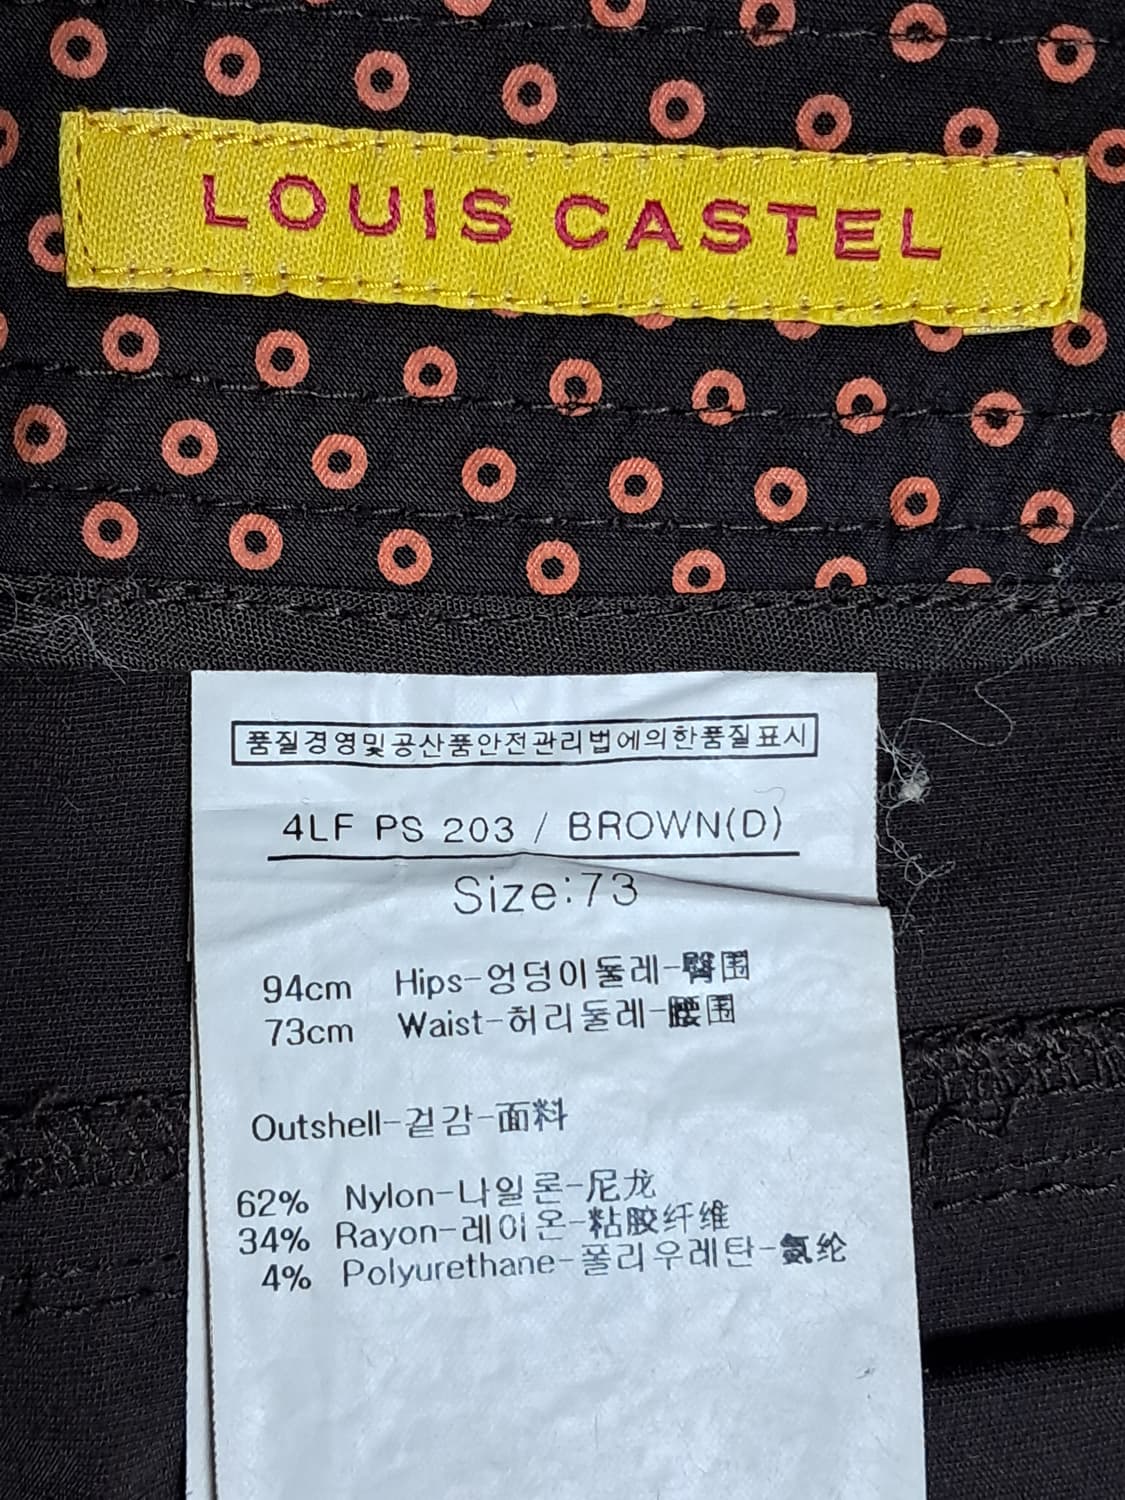 LOUIS CASTEL
품질경영및공산품안전관리법에의한품질표시
4LF PS 203 / BROWN(D)
Size:73
94cm Hips-엉덩이둘레-臀围
73cm Waist-허리둘레-腰围
Outshell-겉감-面料
62% Nylon-나일론-尼龙
34% Rayon-레이온-粘胶纤维
4% Polyurethane-폴리우레탄-氨纶